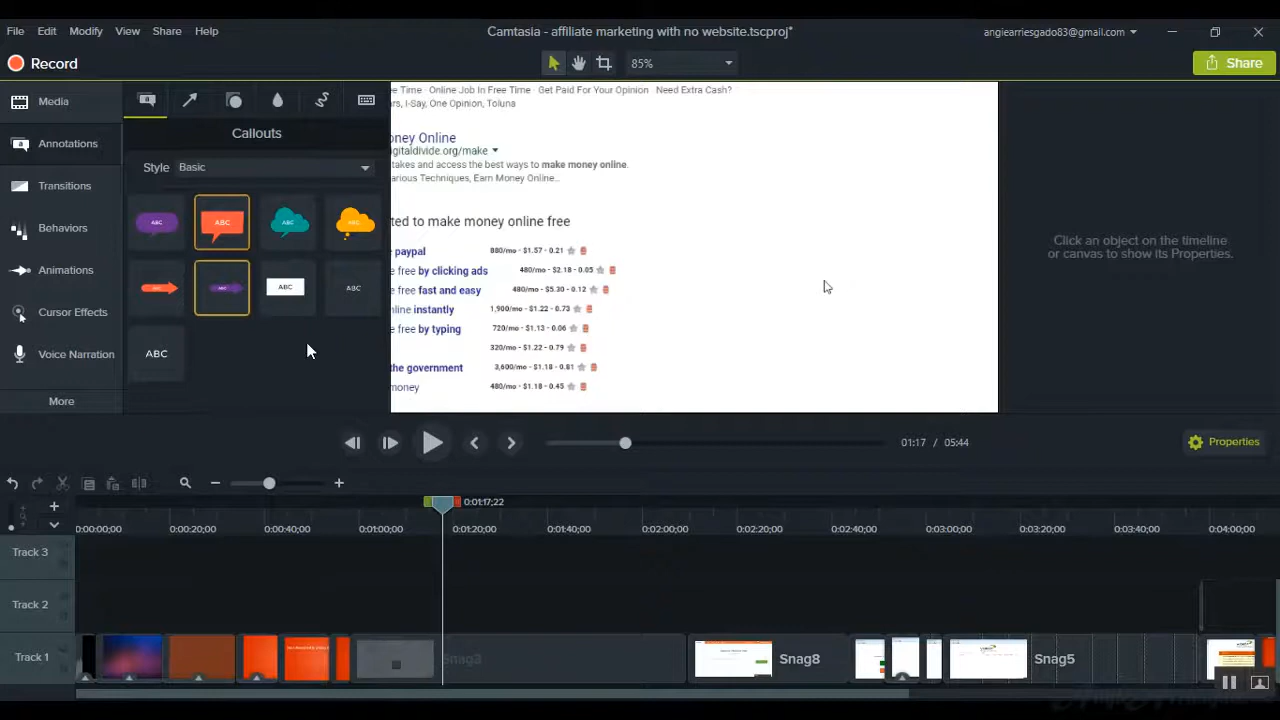 File Edit Modify View Share Help Camtasia - affiliate marketing with no website.tscproj* angiearriesgado83@gmail.com
Record 85% Share
Media
Annotations
Transitions
Behaviors
Animations
Cursor Effects
Voice Narration
More
Callouts
Style Basic
ABC ABC ABC ABC
ABC ABC ABC ABC
ABC
ee Time · Online Job In Free Time · Get Paid For Your Opinion · Need Extra Cash?
rs, I-Say, One Opinion, Toluna
oney Online
gitaldivide.org/make
takes and access the best ways to make money online.
arious Techniques, Earn Money Online...
ted to make money online free
paypal 880/mo - $1.57 - 0.21
e free by clicking ads 480/mo - $2.18 - 0.05
e free fast and easy 480/mo - $5.30 - 0.12
nline instantly 1,900/mo - $1.22 - 0.73
e free by typing 720/mo - $1.13 - 0.06
320/mo - $1.22 - 0.79
the government 3,600/mo - $1.18 - 0.81
money 480/mo - $1.18 - 0.45
Click an object on the timeline
or canvas to show its Properties.
01:17 / 05:44 Properties
0:01:17;22
0:00:00;00 0:00:20;00 0:00:40;00 0:01:00;00 0:01:20;00 0:01:40;00 0:02:00;00 0:02:20;00 0:02:40;00 0:03:00;00 0:03:20;00 0:03:40;00 0:04:00;00
Track 3
Track 2
Track 1 Snag8 Snag5